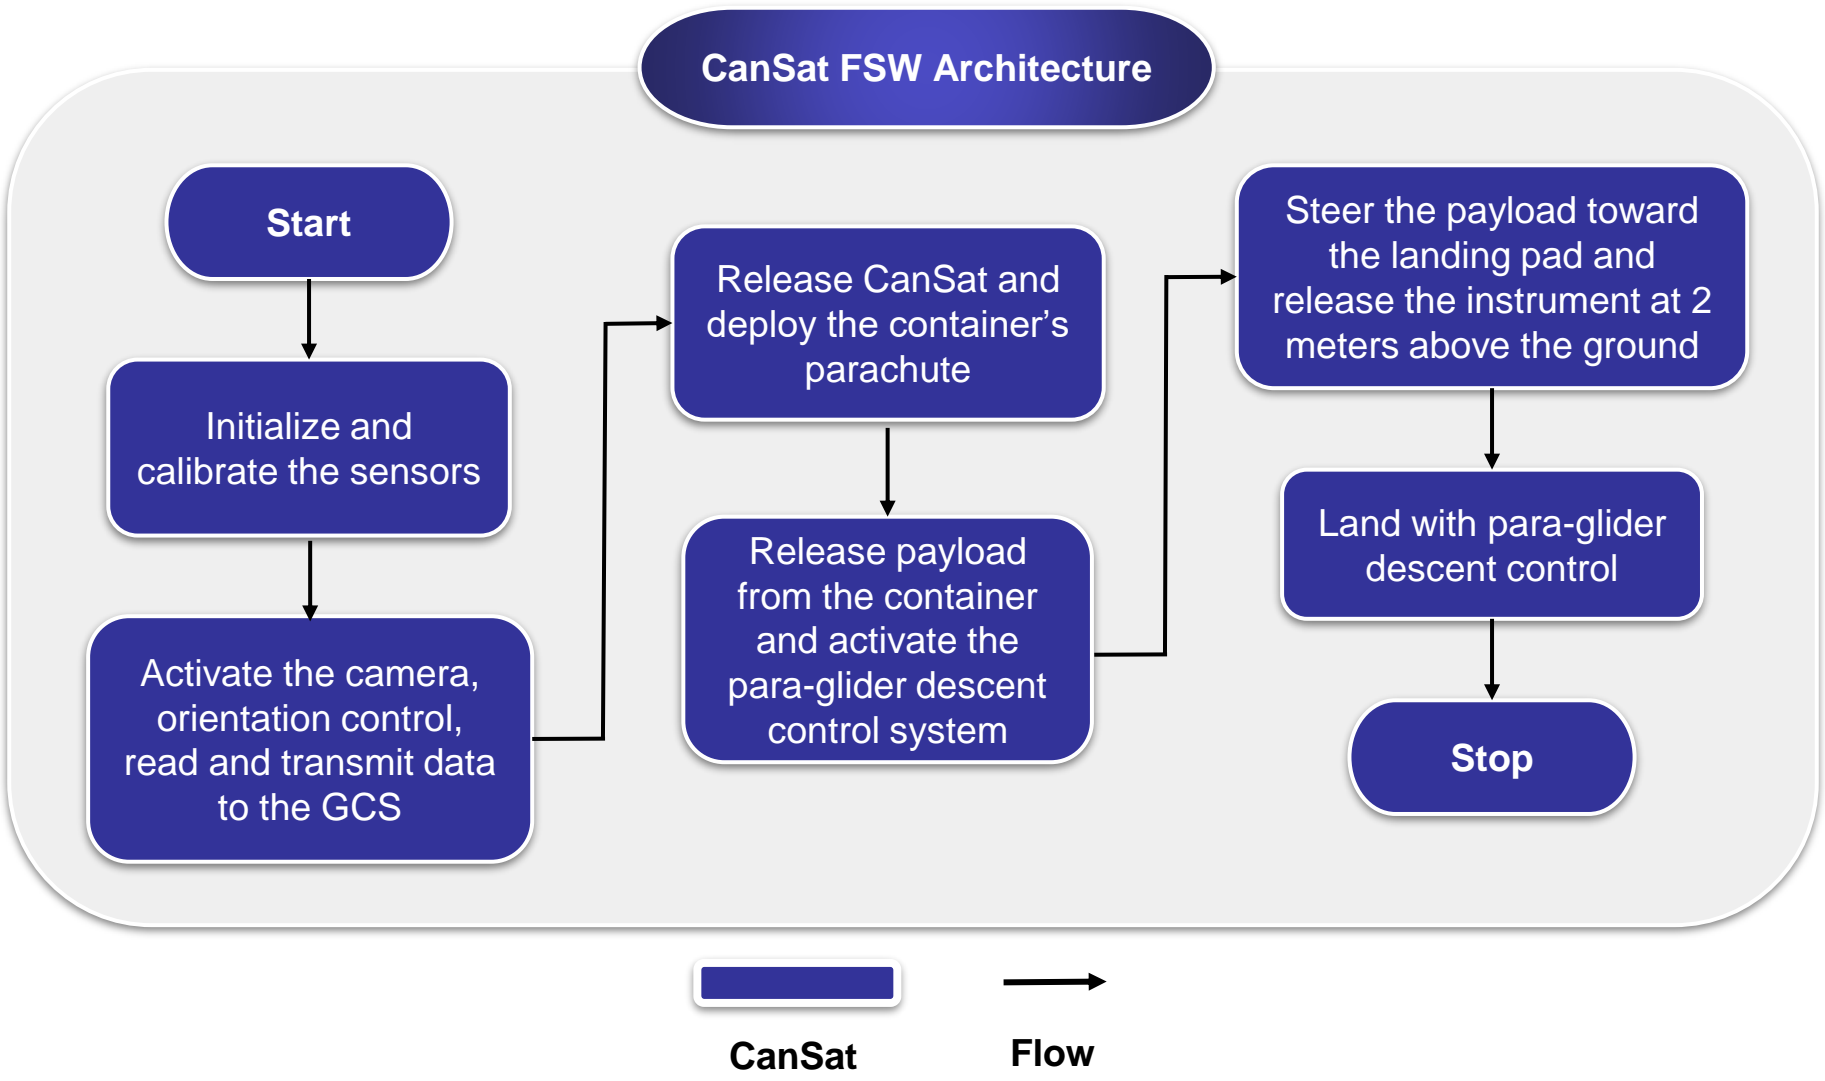 CanSat FSW Architecture
Start
Initialize and
calibrate the sensors
Activate the camera,
orientation control,
read and transmit data
to the GCS
Release CanSat and
deploy the container’s
parachute
Release payload
from the container
and activate the
para-glider descent
control system
Steer the payload toward
the landing pad and
release the instrument at 2
meters above the ground
Land with para-glider
descent control
Stop
CanSat
Flow